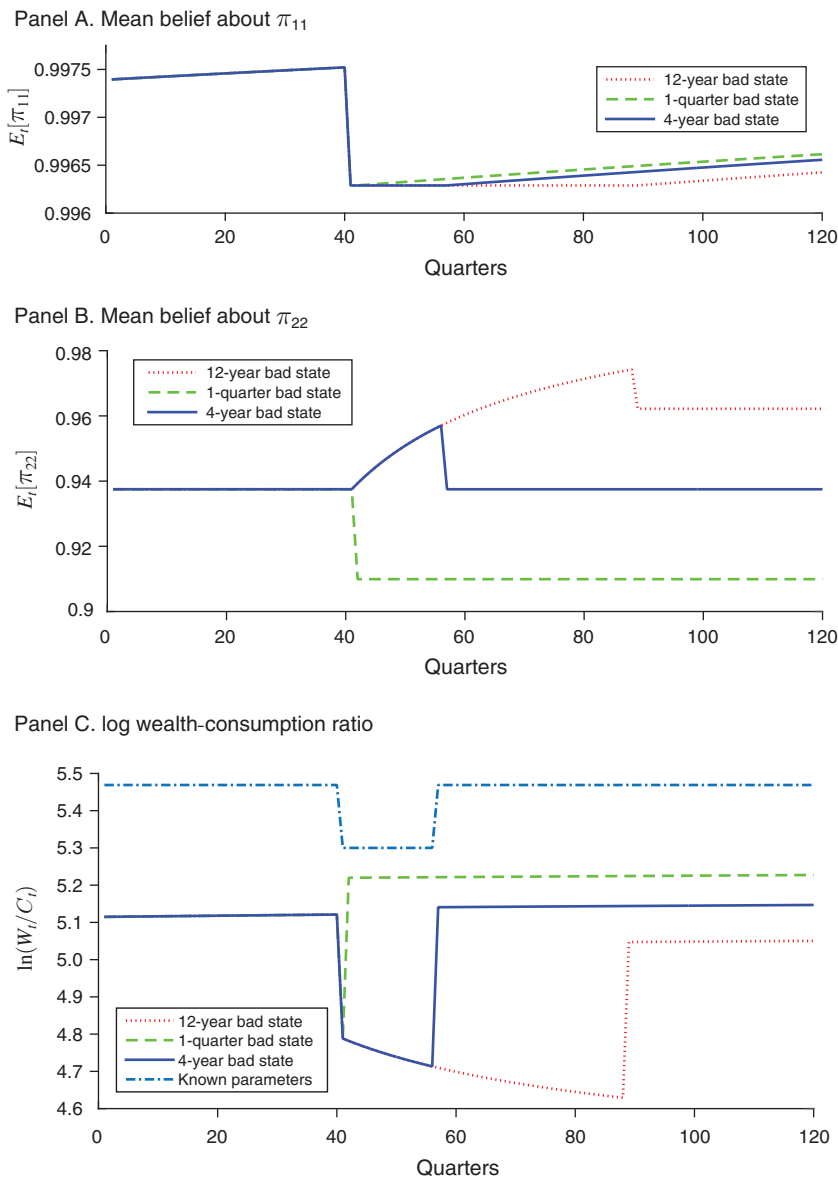 Panel A. Mean belief about π11
0.9975
0.997
0.9965
0.996
Et[π11]
12-year bad state
1-quarter bad state
4-year bad state
0 20 40 60 80 100 120
Quarters
Panel B. Mean belief about π22
0.98
0.96
0.94
0.92
0.9
Et[π22]
12-year bad state
1-quarter bad state
4-year bad state
0 20 40 60 80 100 120
Quarters
Panel C. log wealth-consumption ratio
5.5
5.4
5.3
5.2
5.1
5.0
4.9
4.8
4.7
4.6
ln(Wt/Ct)
12-year bad state
1-quarter bad state
4-year bad state
Known parameters
0 20 40 60 80 100 120
Quarters